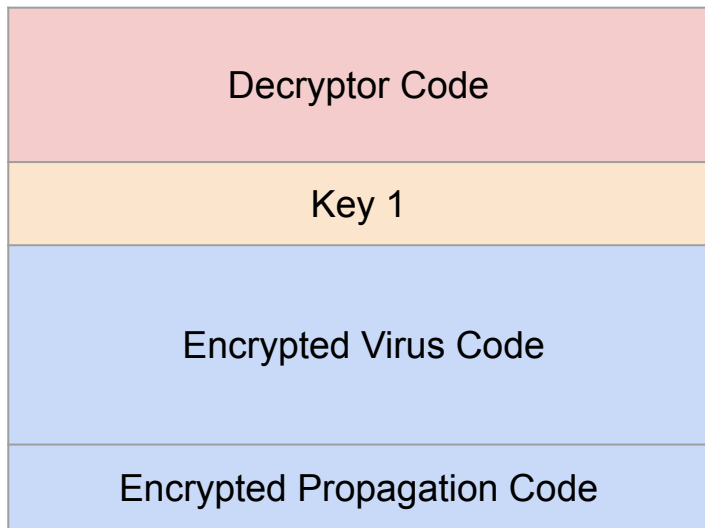 Decryptor Code
Key 1
Encrypted Virus Code
Encrypted Propagation Code